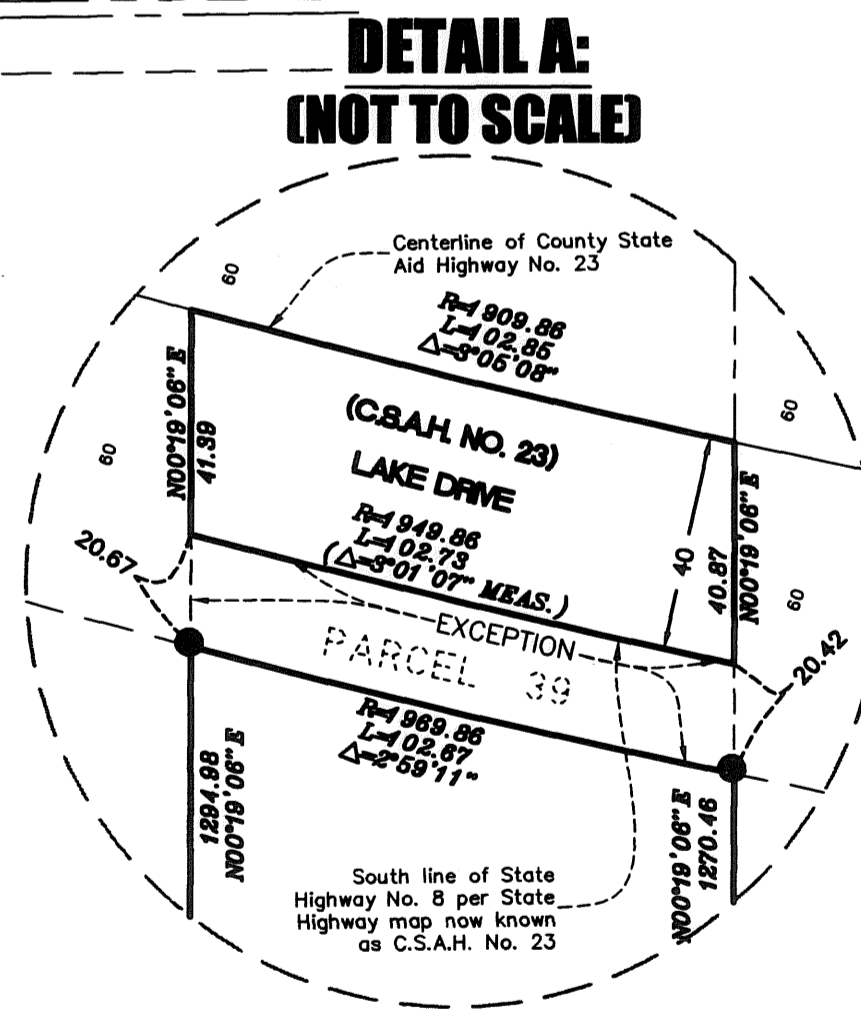 DETAIL A:
(NOT TO SCALE)
Centerline of County State
Aid Highway No. 23
60
R=1909.86
L=102.85
Δ=3°05'08"
60
N00°19'06" E
41.39
60
(C.S.A.H. NO. 23)
LAKE DRIVE
R=1949.86
L=102.73
(Δ=3°01'07" MEAS.)
40
40.87
N00°19'06" E
60
20.67
EXCEPTION
PARCEL 39
20.42
R=1969.86
L=102.67
Δ=2°59'11"
1294.98
N00°19'06" E
N00°19'06" E
1270.46
South line of State
Highway No. 8 per State
Highway map now known
as C.S.A.H. No. 23